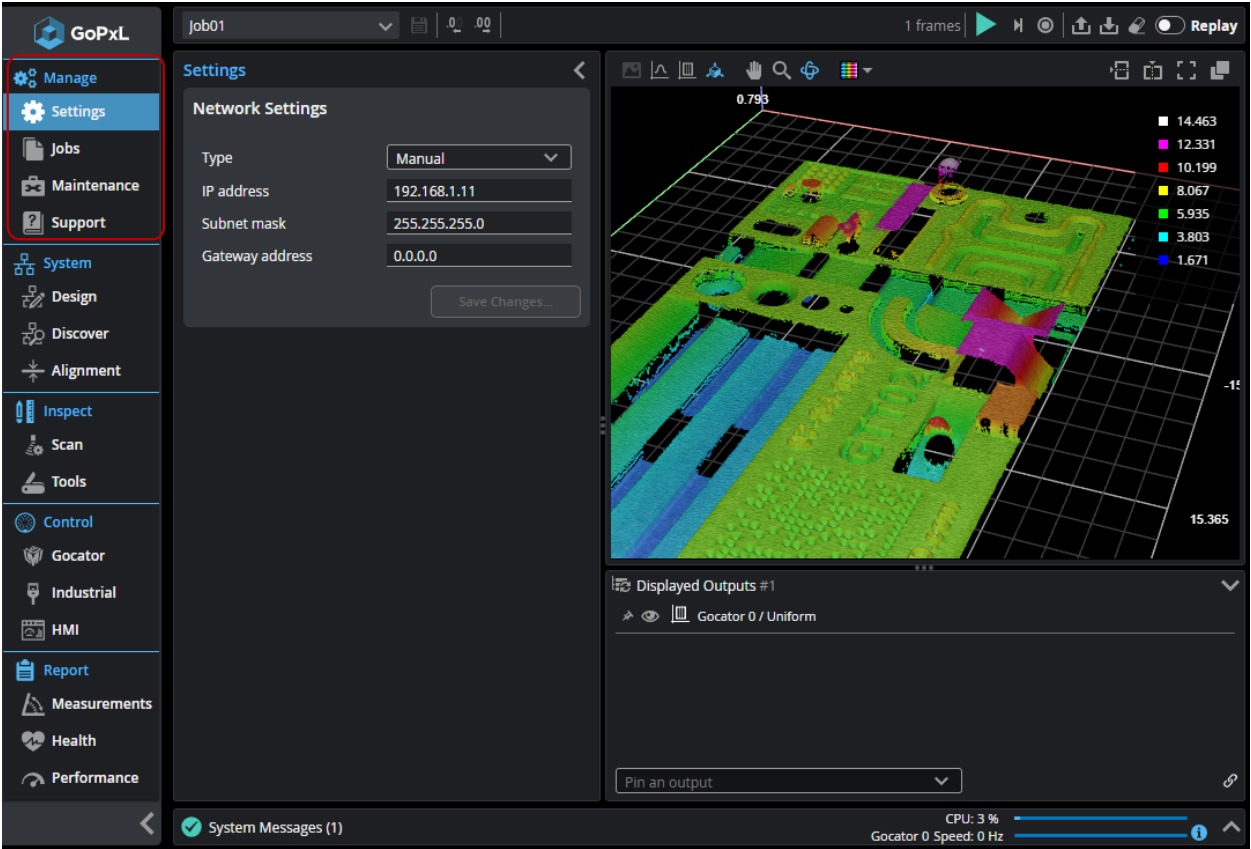 GoPxL
Job01
1 frames
Replay
Manage
Settings
Jobs
Maintenance
Support
System
Design
Discover
Alignment
Inspect
Scan
Tools
Control
Gocator
Industrial
HMI
Report
Measurements
Health
Performance
Settings
Network Settings
Type Manual
IP address 192.168.1.11
Subnet mask 255.255.255.0
Gateway address 0.0.0.0
Save Changes...
0.793
14.463
12.331
10.199
8.067
5.935
3.803
1.671
-15
15.365
GTT02
Displayed Outputs #1
Gocator 0 / Uniform
Pin an output
System Messages (1)
CPU: 3 %
Gocator 0 Speed: 0 Hz